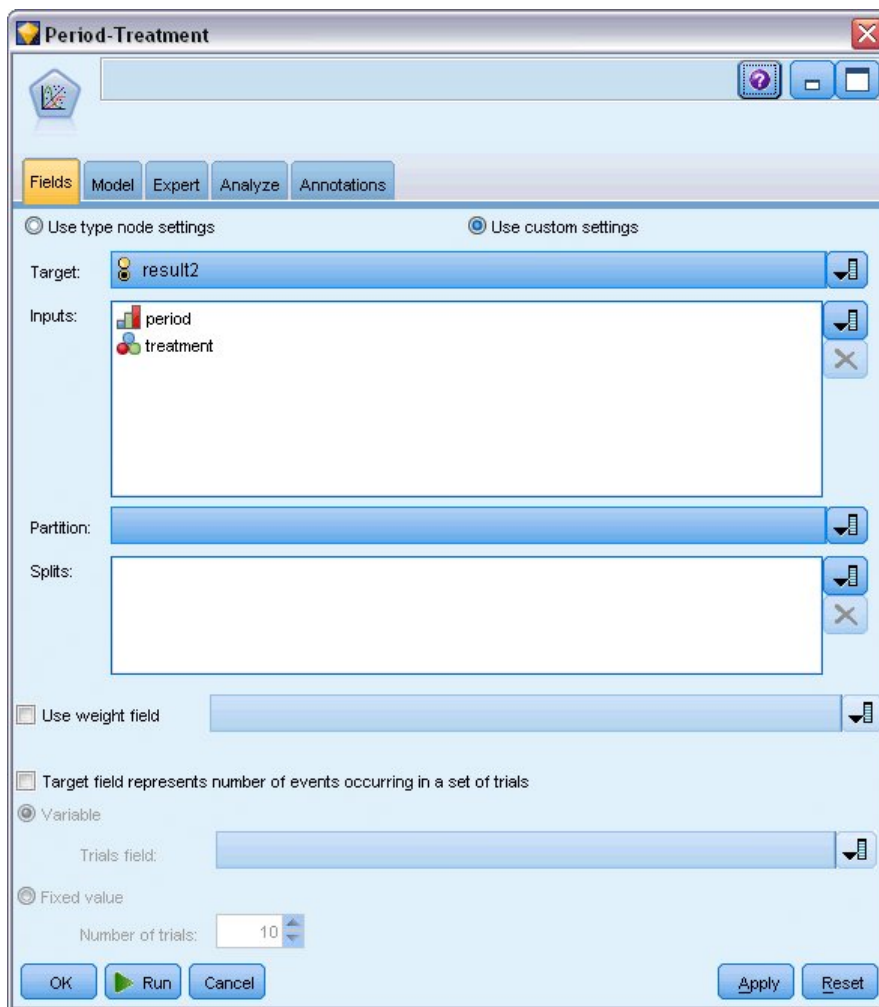 Period-Treatment
Fields Model Expert Analyze Annotations
Use type node settings Use custom settings
Target: result2
Inputs: period
treatment
Partition:
Splits:
Use weight field
Target field represents number of events occurring in a set of trials
Variable
Trials field:
Fixed value
Number of trials: 10
OK Run Cancel Apply Reset